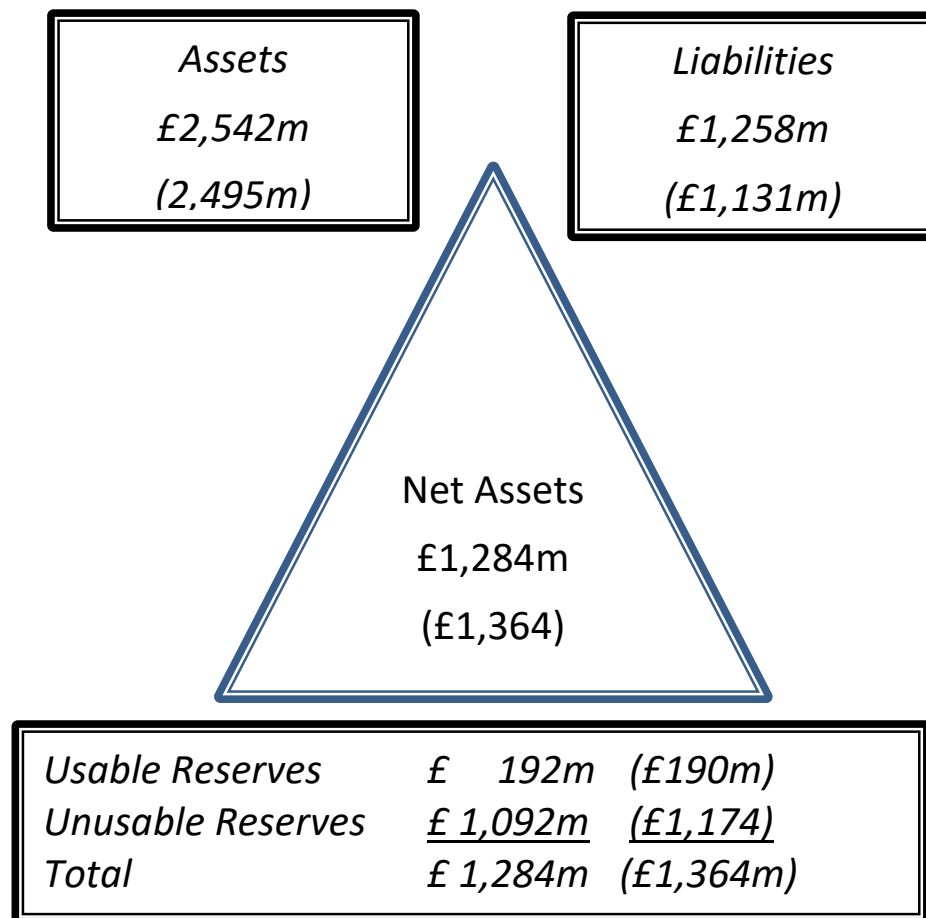 Assets
£2,542m
(2,495m)
Liabilities
£1,258m
(£1,131m)
Net Assets
£1,284m
(£1,364)
Usable Reserves £ 192m (£190m)
Unusable Reserves £ 1,092m (£1,174)
Total £ 1,284m (£1,364m)